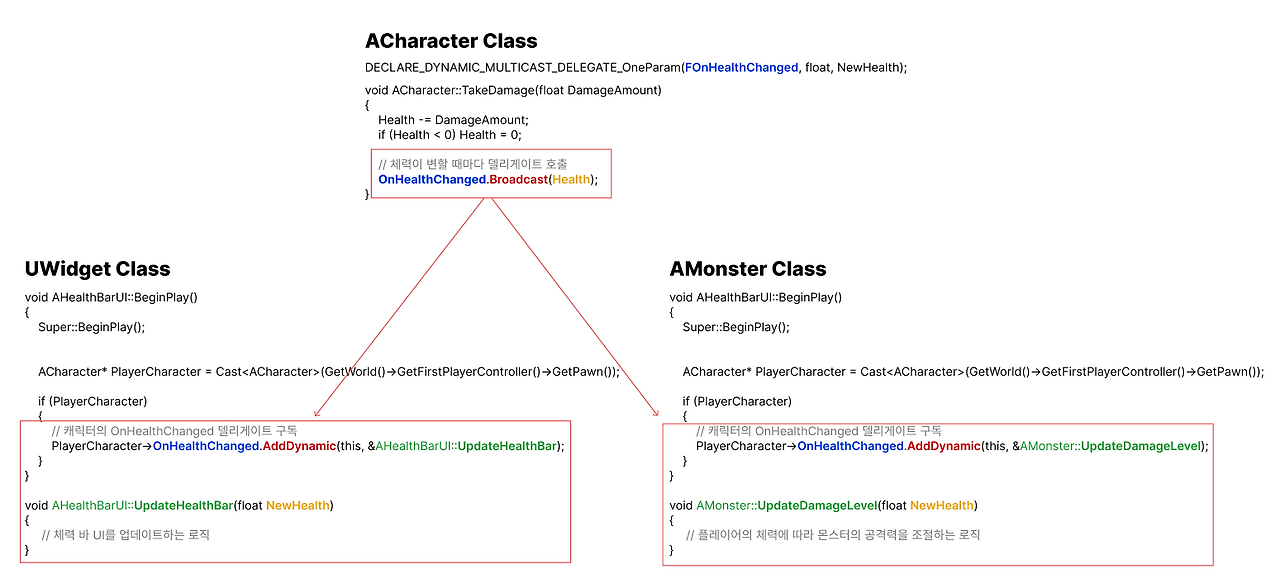 ACharacter Class
DECLARE_DYNAMIC_MULTICAST_DELEGATE_OneParam(FOnHealthChanged, float, NewHealth);
void ACharacter::TakeDamage(float DamageAmount)
{
Health -= DamageAmount;
if (Health < 0) Health = 0;
// 체력이 변할 때마다 델리게이트 호출
OnHealthChanged.Broadcast(Health);
}
UWidget Class
void AHealthBarUI::BeginPlay()
{
Super::BeginPlay();
ACharacter* PlayerCharacter = Cast<ACharacter>(GetWorld()->GetFirstPlayerController()->GetPawn());
if (PlayerCharacter)
{
// 캐릭터의 OnHealthChanged 델리게이트 구독
PlayerCharacter->OnHealthChanged.AddDynamic(this, &AHealthBarUI::UpdateHealthBar);
}
}
void AHealthBarUI::UpdateHealthBar(float NewHealth)
{
// 체력 바 UI를 업데이트하는 로직
}
AMonster Class
void AHealthBarUI::BeginPlay()
{
Super::BeginPlay();
ACharacter* PlayerCharacter = Cast<ACharacter>(GetWorld()->GetFirstPlayerController()->GetPawn());
if (PlayerCharacter)
{
// 캐릭터의 OnHealthChanged 델리게이트 구독
PlayerCharacter->OnHealthChanged.AddDynamic(this, &AMonster::UpdateDamageLevel);
}
}
void AMonster::UpdateDamageLevel(float NewHealth)
{
// 플레이어의 체력에 따라 몬스터의 공격력을 조절하는 로직
}